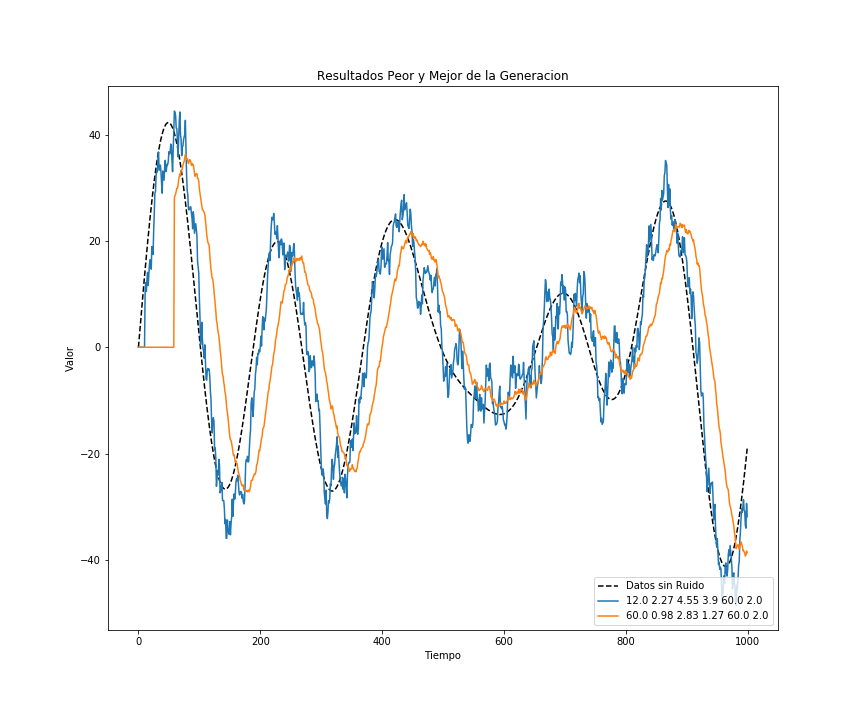 Resultados Peor y Mejor de la Generacion
Valor
40
20
0
−20
−40
0
200
400
600
800
1000
Tiempo
Datos sin Ruido
12.0 2.27 4.55 3.9 60.0 2.0
60.0 0.98 2.83 1.27 60.0 2.0